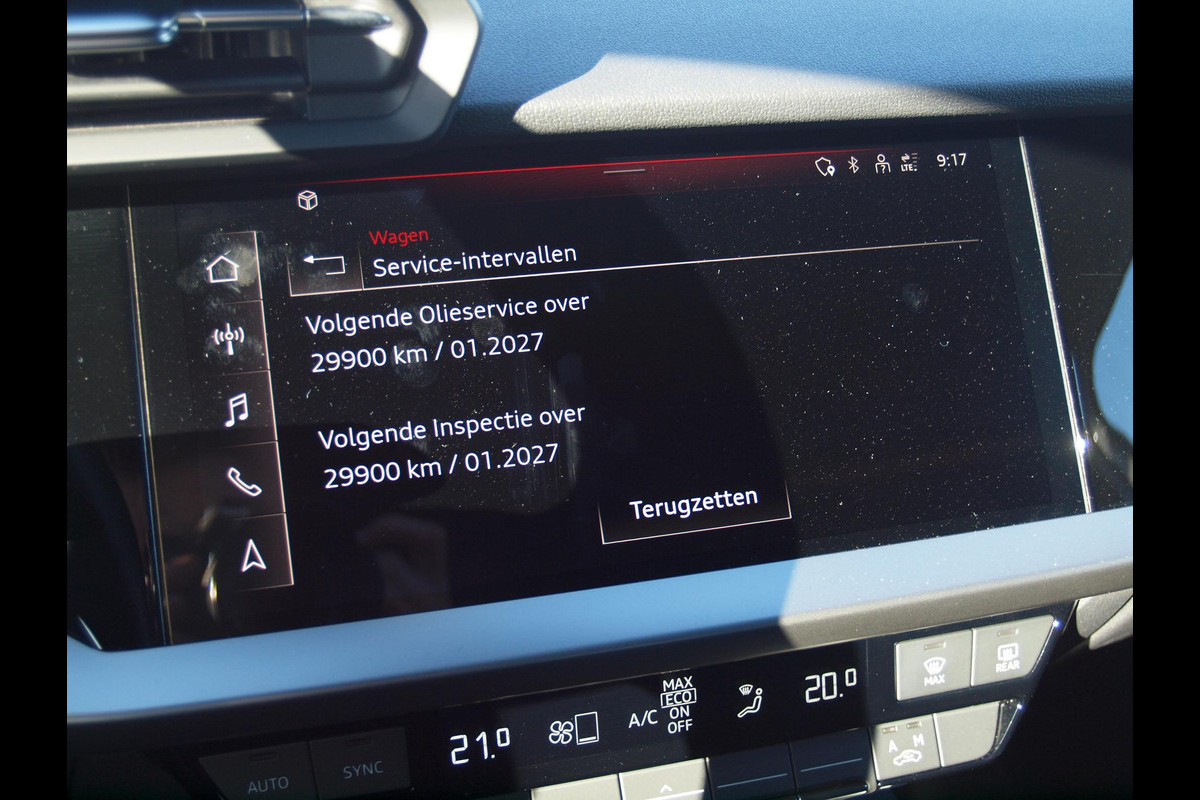 LTE 9:17
Wagen
Service-intervallen
Volgende Olieservice over
29900 km / 01.2027
Volgende Inspectie over
29900 km / 01.2027
Terugzetten
MAX
REAR
21.0
A/C
MAX
ECO
ON
OFF
20.0
AUTO
SYNC
A M